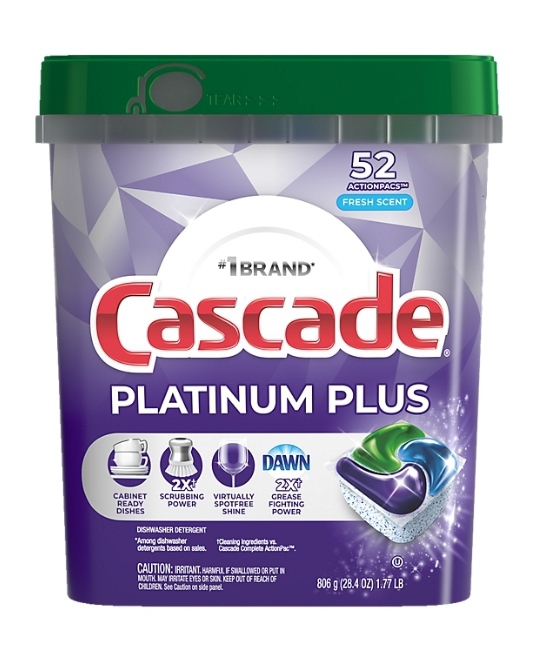 TEAR > > >
52
ACTIONPACS™
FRESH SCENT
#1 BRAND*
Cascade®
PLATINUM PLUS
CABINET
READY
DISHES
2X†
SCRUBBING
POWER
VIRTUALLY
SPOTFREE
SHINE
DAWN
2X†
GREASE
FIGHTING
POWER
DISHWASHER DETERGENT
*Among dishwasher
detergents based on sales.
†Cleaning ingredients vs.
Cascade Complete ActionPac™.
CAUTION: IRRITANT. HARMFUL IF SWALLOWED OR PUT IN
MOUTH. MAY IRRITATE EYES OR SKIN. KEEP OUT OF REACH OF
CHILDREN. See Caution on side panel.
U
806 g (28.4 OZ) 1.77 LB